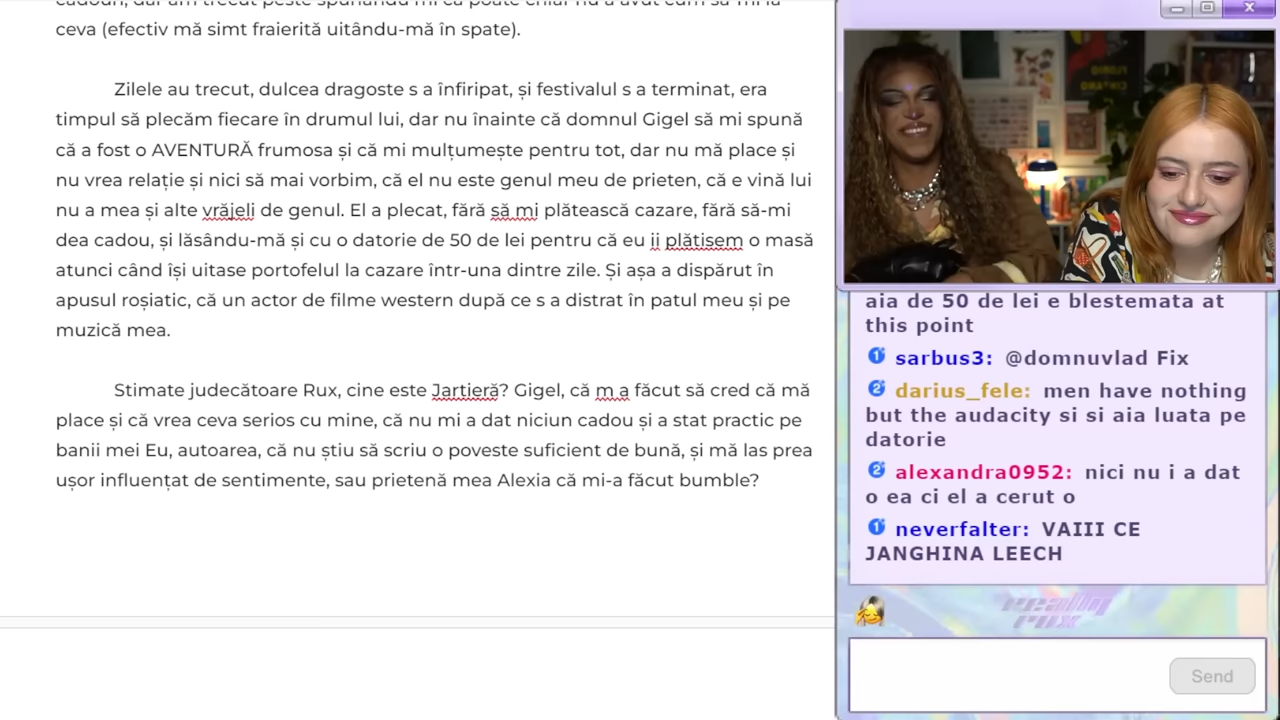 ceva (efectiv mă simt fraierită uitându-mă în spate).
Zilele au trecut, dulcea dragoste s a înfiripat, și festivalul s a terminat, era
timpul să plecăm fiecare în drumul lui, dar nu înainte că domnul Gigel să mi spună
că a fost o AVENTURĂ frumosa și că mi mulțumește pentru tot, dar nu mă place și
nu vrea relație și nici să mai vorbim, că el nu este genul meu de prieten, că e vină lui
nu a mea și alte vrăjeli de genul. El a plecat, fără să mi plătească cazare, fără să-mi
dea cadou, și lăsându-mă și cu o datorie de 50 de lei pentru că eu ii plătisem o masă
atunci când își uitase portofelul la cazare într-una dintre zile. Și așa a dispărut în
apusul roșiatic, că un actor de filme western după ce s a distrat în patul meu și pe
muzică mea.
Stimate judecătoare Rux, cine este Jartieră? Gigel, că m a făcut să cred că mă
place și că vrea ceva serios cu mine, că nu mi a dat niciun cadou și a stat practic pe
banii mei Eu, autoarea, că nu știu să scriu o poveste suficient de bună, și mă las prea
ușor influențat de sentimente, sau prietenă mea Alexia că mi-a făcut bumble?
aia de 50 de lei e blestemata at
this point
sarbus3: @domnuvlad Fix
darius_fele: men have nothing
but the audacity si si aia luata pe
datorie
alexandra0952: nici nu i a dat
o ea ci el a cerut o
neverfalter: VAIII CE
JANGHINA LEECH
really
rux
Send